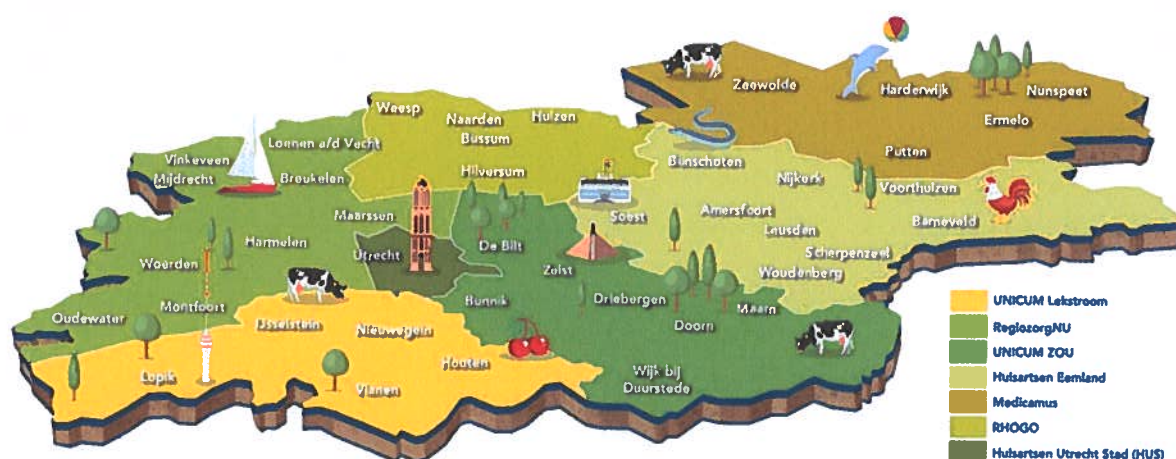 Zeewolde
Harderwijk
Nunspeet
Ermelo
Putten
Weesp
Naarden
Huizen
Bussum
Hilversum
Loenen a/d Vecht
Vinkeveen
Mijdrecht
Breukelen
Bunschoten
Nijkerk
Voorthuizen
Barneveld
Maarssen
Soest
Amersfoort
Leusden
Scherpenzeel
Woudenberg
Harmelen
Utrecht
De Bilt
Zeist
Woerden
Montfoort
Bunnik
Driebergen
Maarn
Doorn
Oudewater
IJsselstein
Nieuwegein
Houten
Lopik
Vianen
Wijk bij
Duurstede
UNICUM Lekstroom
RegiozorgNU
UNICUM ZOU
Huisartsen Eemland
Medicamus
RHOGO
Huisartsen Utrecht Stad (HUS)